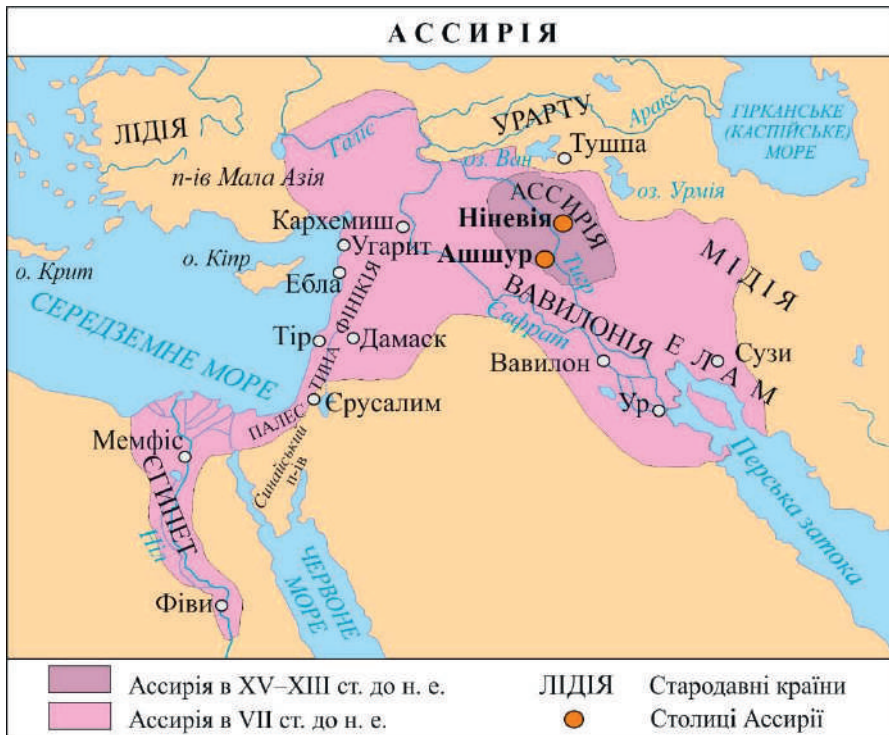 АССИРІЯ
ЛІДІЯ
п-ів Мала Азія
Галіс
УРАРТУ
Аракс
ГІРКАНСЬКЕ
(КАСПІЙСЬКЕ)
МОРЕ
оз. Ван
Тушпа
оз. Урмія
АССИРІЯ
Ніневія
Ашшур
Тигр
Кархемиш
Угарит
о. Крит
о. Кіпр
Ебла
СЕРЕДЗЕМНЕ МОРЕ
ФІНІКІЯ
МІДІЯ
ВАВИЛОНІЯ
Євфрат
ЕЛАМ
Тір
Дамаск
Вавилон
Сузи
ПАЛЕСТИНА
Єрусалим
Ур
Мемфіс
Синайський
п-ів
ЄГИПЕТ
Ніл
Перська затока
ЧЕРВОНЕ
МОРЕ
Фіви
Ассирія в XV–XIII ст. до н. е.
ЛІДІЯ Стародавні країни
Ассирія в VII ст. до н. е.
Столиці Ассирії